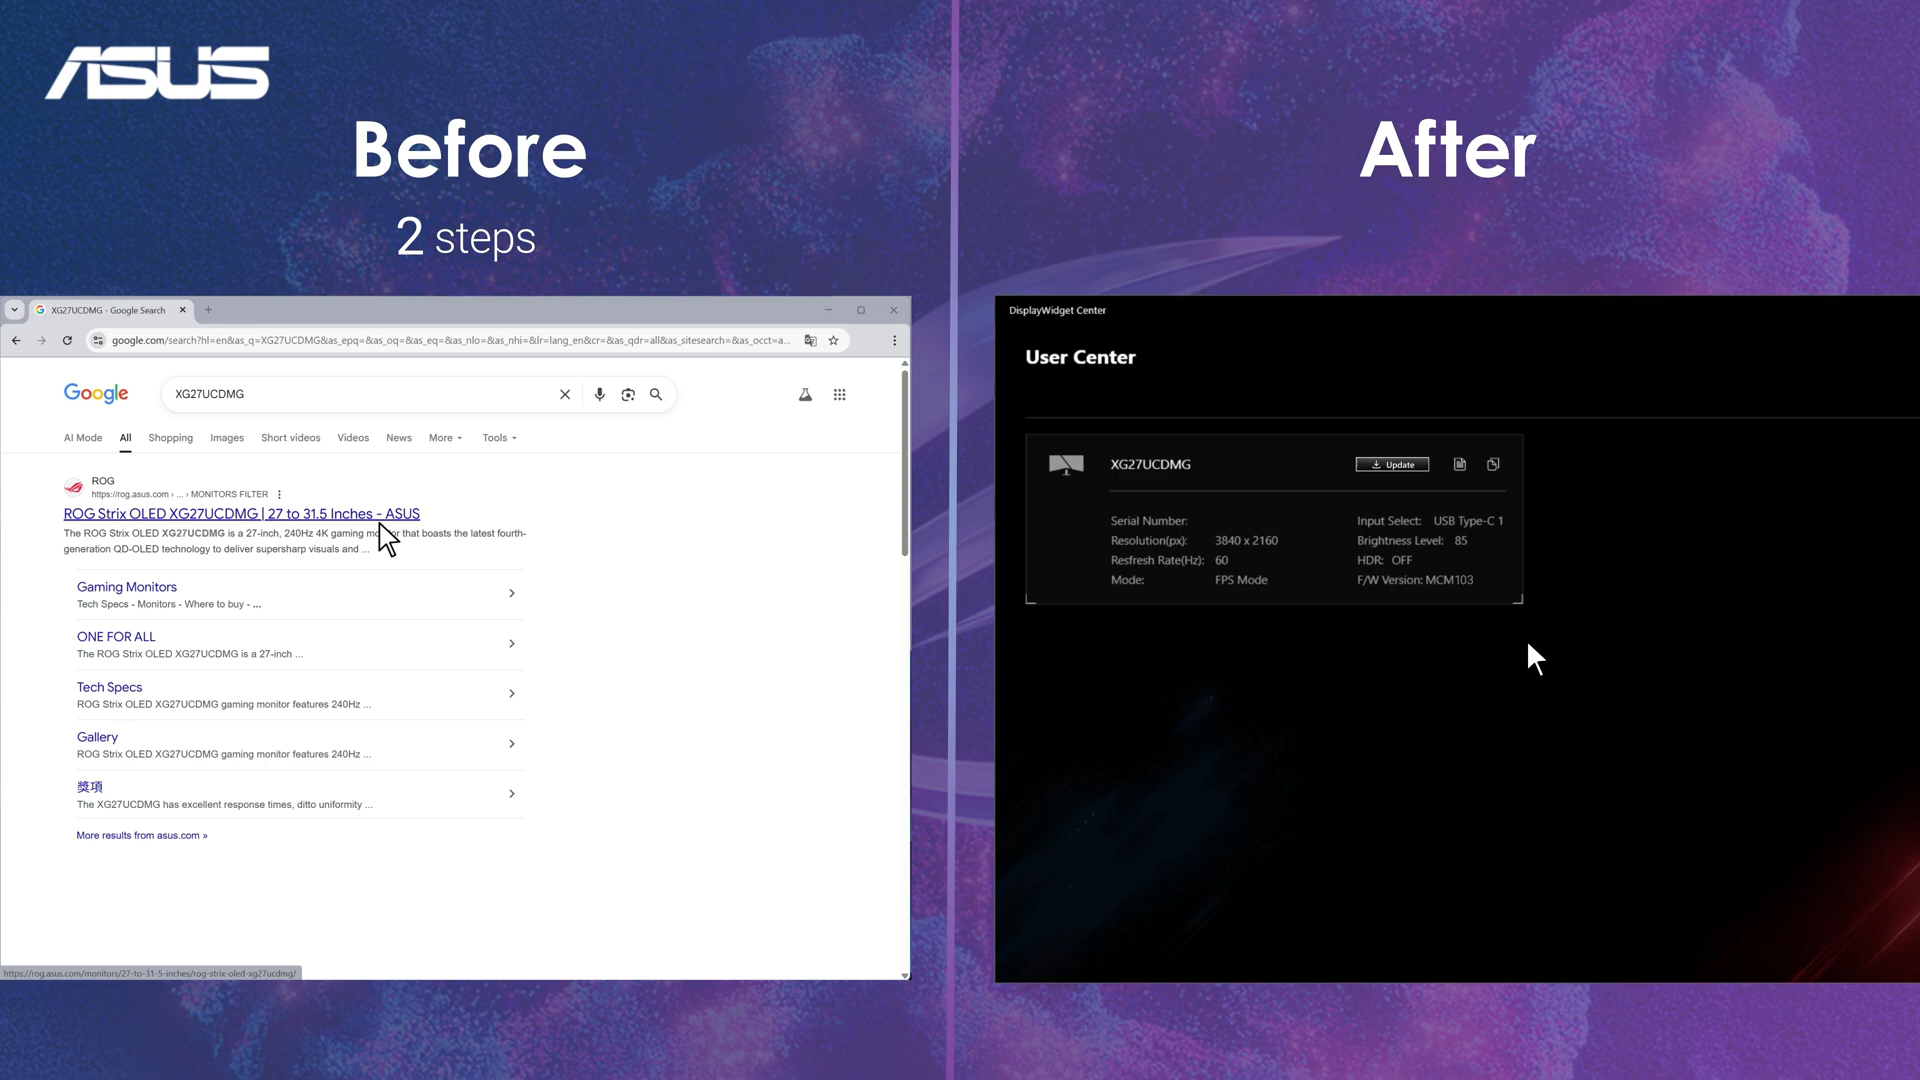 ASUS
Before
2 steps
XG27UCDMG - Google Search
google.com/search?hl=en&as_q=XG27UCDMG&as_epq=&as_oq=&as_eq=&as_nlo=&as_nhi=&lr=lang_en&cr=&as_qdr=all&as_sitesearch=&as_occt=a...
Google
XG27UCDMG
AI Mode All Shopping Images Short videos Videos News More Tools
ROG
https://rog.asus.com › ... › MONITORS FILTER
ROG Strix OLED XG27UCDMG | 27 to 31.5 Inches - ASUS
The ROG Strix OLED XG27UCDMG is a 27-inch, 240Hz 4K gaming that boasts the latest fourth-
generation QD-OLED technology to deliver supersharp visuals and ...
Gaming Monitors
Tech Specs - Monitors - Where to buy - ...
ONE FOR ALL
The ROG Strix OLED XG27UCDMG is a 27-inch ...
Tech Specs
ROG Strix OLED XG27UCDMG gaming monitor features 240Hz ...
Gallery
ROG Strix OLED XG27UCDMG gaming monitor features 240Hz ...
獎項
The XG27UCDMG has excellent response times, ditto uniformity ...
More results from asus.com »
https://rog.asus.com/monitors/27-to-31-5-inches/rog-strix-oled-xg27ucdmg/
After
DisplayWidget Center
User Center
XG27UCDMG
Update
Serial Number:
Resolution(px): 3840 x 2160
Resfresh Rate(Hz): 60
Mode: FPS Mode
Input Select: USB Type-C 1
Brightness Level: 85
HDR: OFF
F/W Version: MCM103